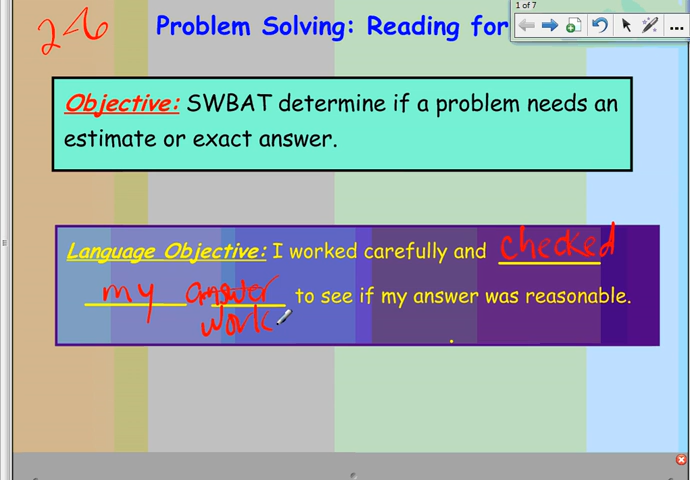 1 of 7
2-6 Problem Solving: Reading for
Objective: SWBAT determine if a problem needs an
estimate or exact answer.
Language Objective: I worked carefully and checked
my answer to see if my answer was reasonable.
work